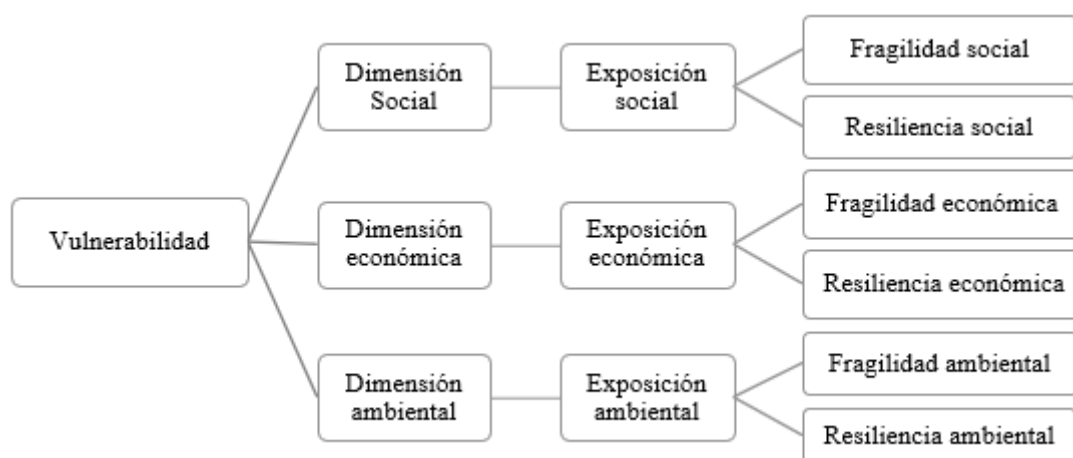 Vulnerabilidad
Dimensión
Social
Exposición
social
Fragilidad social
Resiliencia social
Dimensión
económica
Exposición
económica
Fragilidad económica
Resiliencia económica
Dimensión
ambiental
Exposición
ambiental
Fragilidad ambiental
Resiliencia ambiental